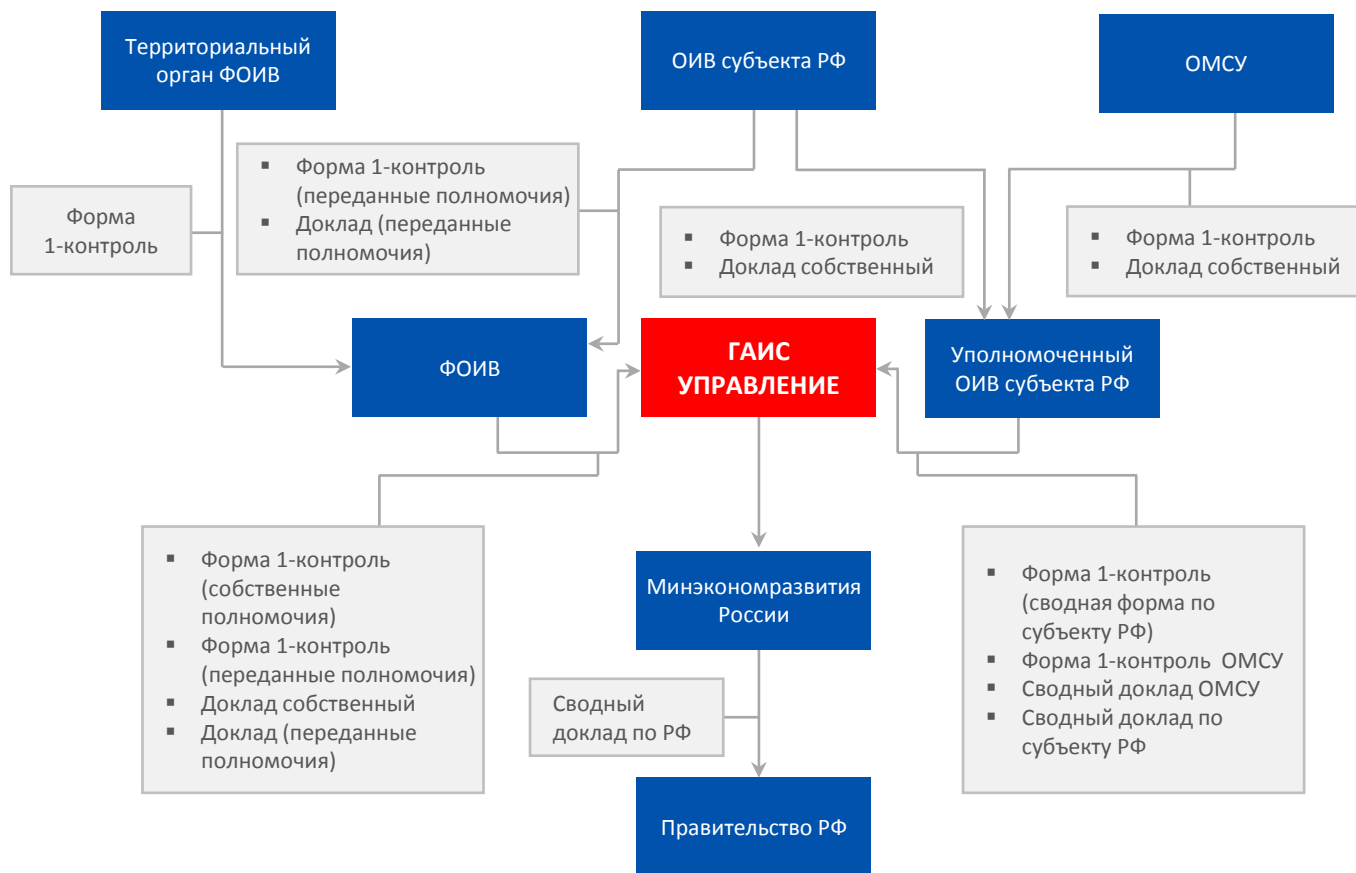 Территориальный
орган ФОИВ
ОИВ субъекта РФ
ОМСУ
Форма
1-контроль
▪ Форма 1-контроль
(переданные полномочия)
▪ Доклад (переданные
полномочия)
▪ Форма 1-контроль
▪ Доклад собственный
▪ Форма 1-контроль
▪ Доклад собственный
ФОИВ
ГАИС
УПРАВЛЕНИЕ
Уполномоченный
ОИВ субъекта РФ
▪ Форма 1-контроль
(собственные
полномочия)
▪ Форма 1-контроль
(переданные полномочия)
▪ Доклад собственный
▪ Доклад (переданные
полномочия)
Минэкономразвития
России
▪ Форма 1-контроль
(сводная форма по
субъекту РФ)
▪ Форма 1-контроль ОМСУ
▪ Сводный доклад ОМСУ
▪ Сводный доклад по
субъекту РФ
Сводный
доклад по РФ
Правительство РФ